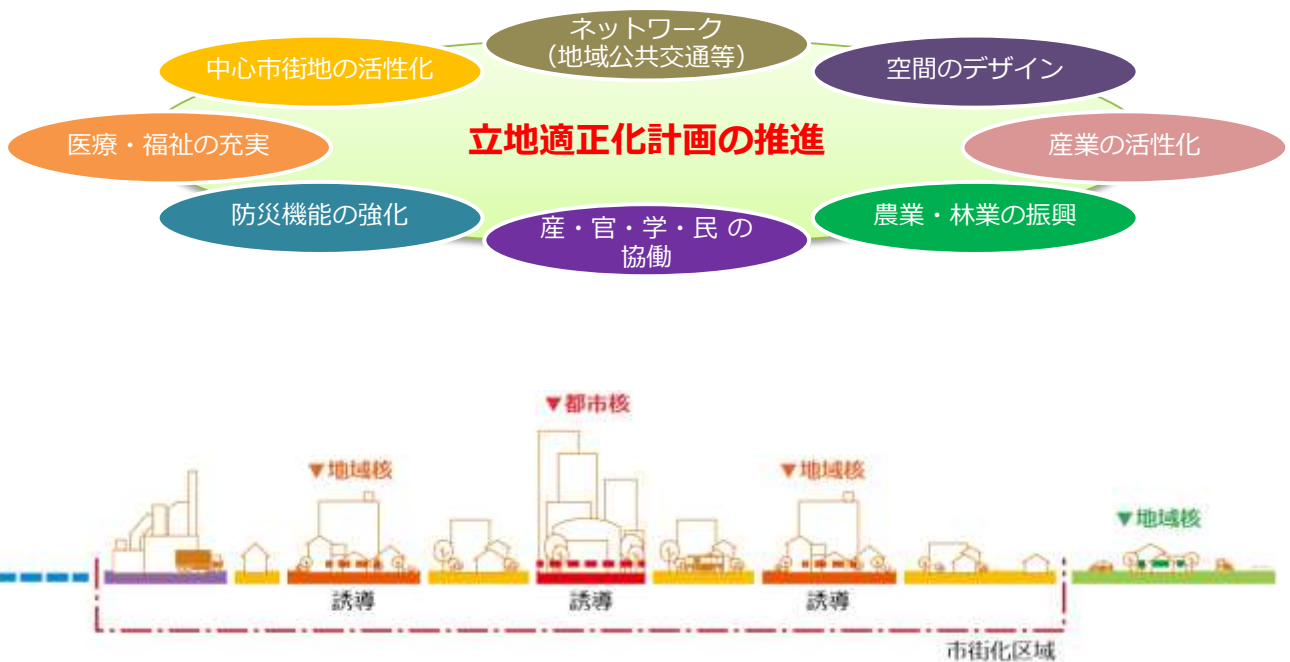 ネットワーク
（地域公共交通等）
中心市街地の活性化
空間のデザイン
医療・福祉の充実
立地適正化計画の推進
産業の活性化
防災機能の強化
産・官・学・民 の
協働
農業・林業の振興
▼都市核
▼地域核
▼地域核
▼地域核
誘導
誘導
誘導
市街化区域